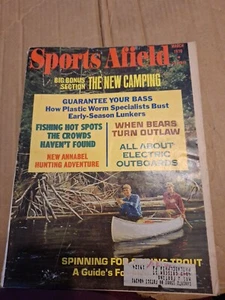 Sports Afield
MARCH
BIG BONUS
SECTION THE NEW CAMPING
GUARANTEE YOUR BASS
How Plastic Worm Specialists Bust
Early-Season Lunkers
FISHING HOT SPOTS
THE CROWDS
HAVEN'T FOUND
NEW ANNABEL
HUNTING ADVENTURE
WHEN BEARS
TURN OUTLAW
ALL ABOUT
ELECTRIC
OUTBOARDS
SPINNING FOR TROUT
A Guide's